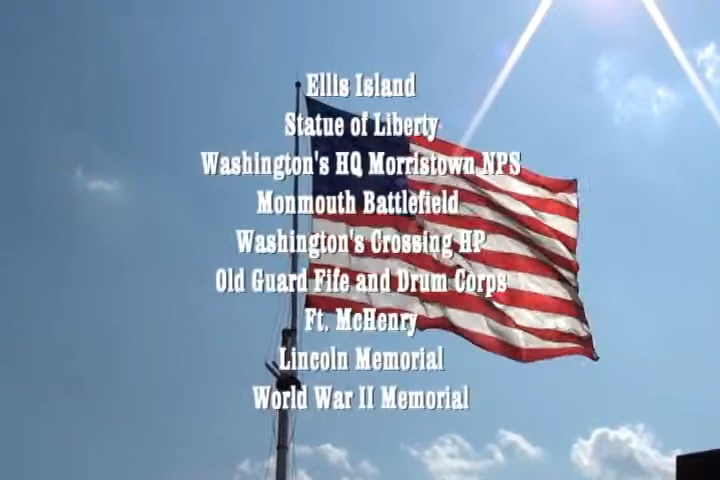 Ellis Island
Statue of Liberty
Washington's HQ Morristown NPS
Monmouth Battlefield
Washington's Crossing HP
Old Guard Fife and Drum Corps
Ft. McHenry
Lincoln Memorial
World War II Memorial